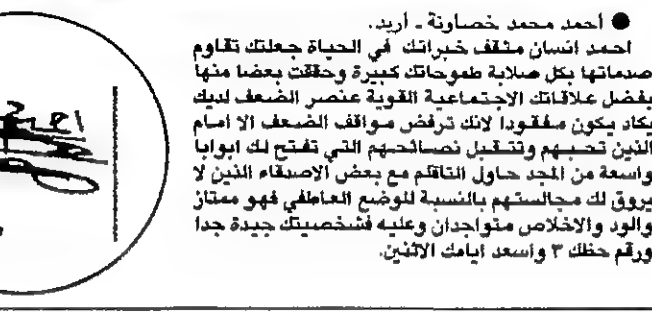 ● احمد محمد خصاونة ـ أربد.
احمد انسان مثقف خبراتك في الحياة جعلتك تقاوم
صدماتها بكل صلابة طموحاتك كبيرة وحققت بعضا منها
بفضل علاقاتك الاجتماعية القوية عنصر الضعف لديك
يكاد يكون مفقودا لانك ترفض مواقف الضعف الا امام
الذين تحبهم وتتقبل نصائحهم التي تفتح لك ابوابا
واسعة من المجد حاول التاقلم مع بعض الاصدقاء الذين لا
يروق لك مجالستهم بالنسبة للوضع العاطفي فهو ممتاز
والود والاخلاص متواجدان وعليه فشخصيتك جيدة جدا
ورقم حظك ٣ واسعد ايامك الاثنين.